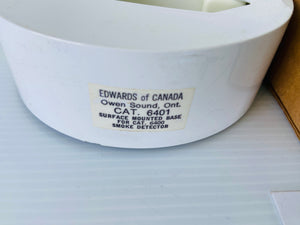 EDWARDS of CANADA
Owen Sound, Ont.
CAT. 6401
SURFACE MOUNTED BASE
FOR CAT. 6400
SMOKE DETECTOR